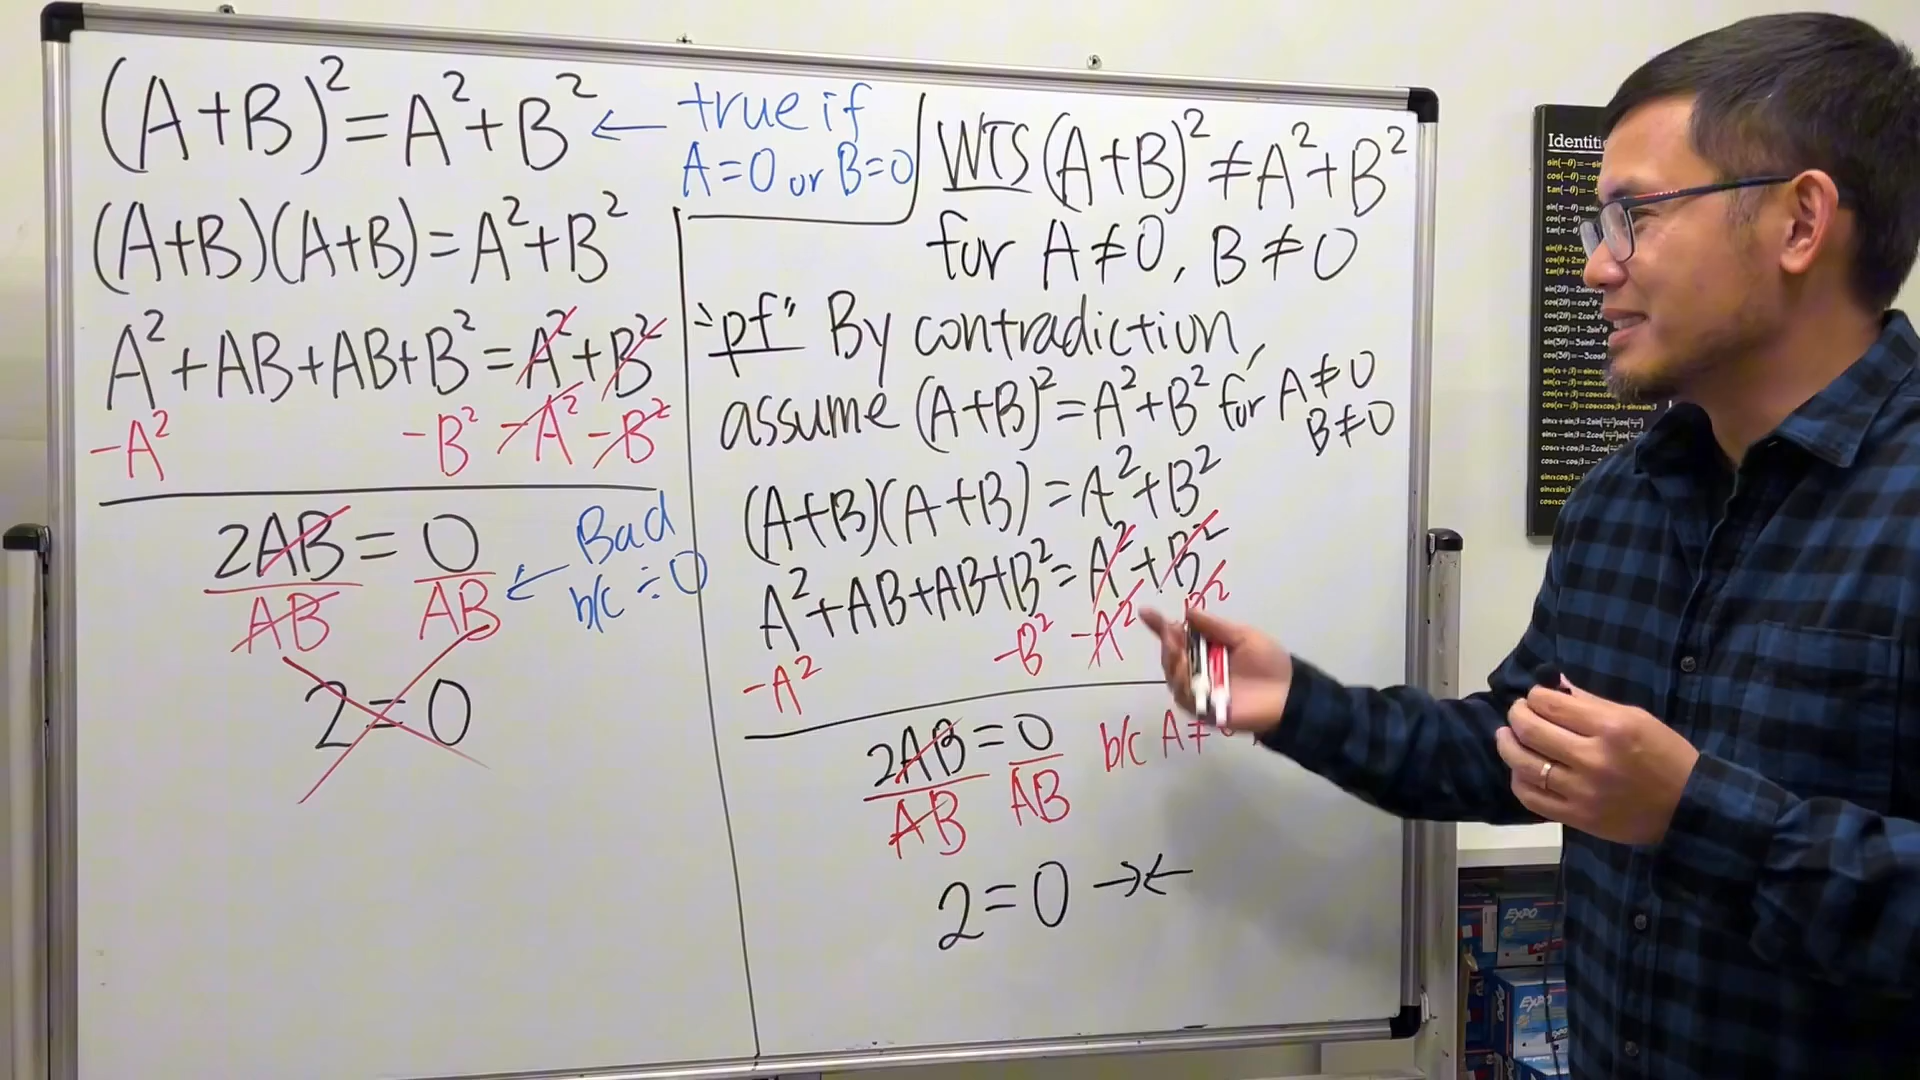 (A+B)²=A²+B² ← true if
A=0 or B=0
(A+B)(A+B)=A²+B²
A²+AB+AB+B²=A²+B²
-A² -B² -A² -B²
2AB = 0
AB AB
← Bad
b/c ÷0
2=0
WTS (A+B)²≠A²+B²
for A≠0, B≠0
"pf" By contradiction,
assume (A+B)²=A²+B² for A≠0
B≠0
(A+B)(A+B)=A²+B²
A²+AB+AB+B²=A²+B²
-A² -B² -A² B²
2AB=0 b/c A≠
AB AB
2=0 →←
Identiti
EXPO
EXPO